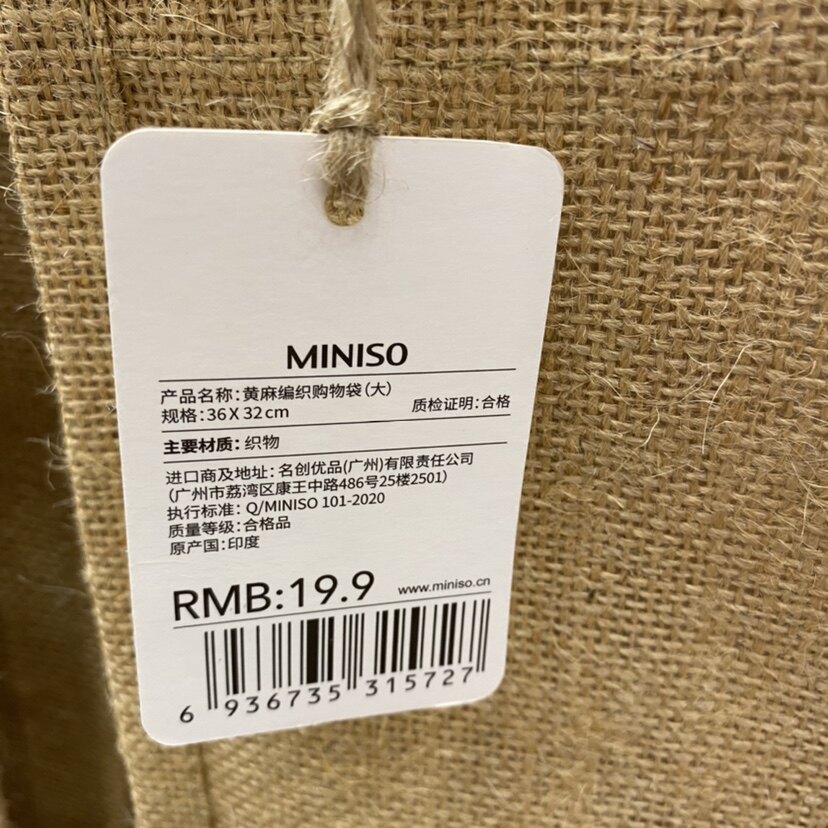 MINISO
产品名称:黄麻编织购物袋(大)
规格:36X32cm 质检证明:合格
主要材质: 织物
进口商及地址: 名创优品(广州)有限责任公司
(广州市荔湾区康王中路486号25楼2501)
执行标准: Q/MINISO 101-2020
质量等级:合格品
原产国:印度
RMB:19.9 www.miniso.cn
6 936735 315727